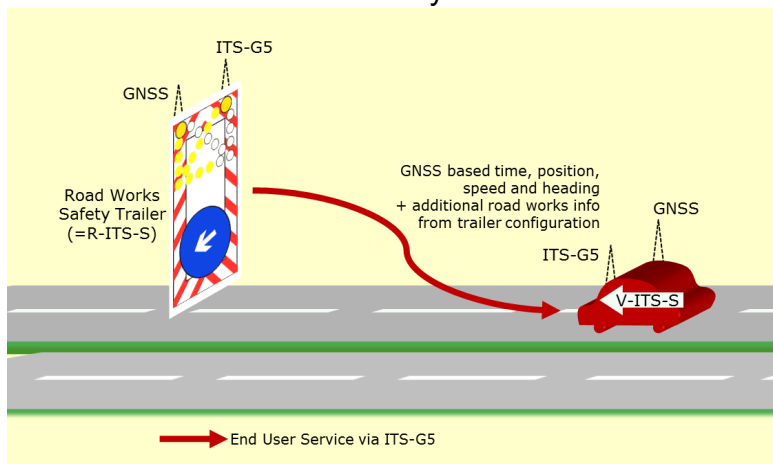 ITS-G5
GNSS
Road Works
Safety Trailer
(=R-ITS-S)
GNSS based time, position,
speed and heading
+ additional road works info
from trailer configuration
GNSS
ITS-G5
V-ITS-S
End User Service via ITS-G5